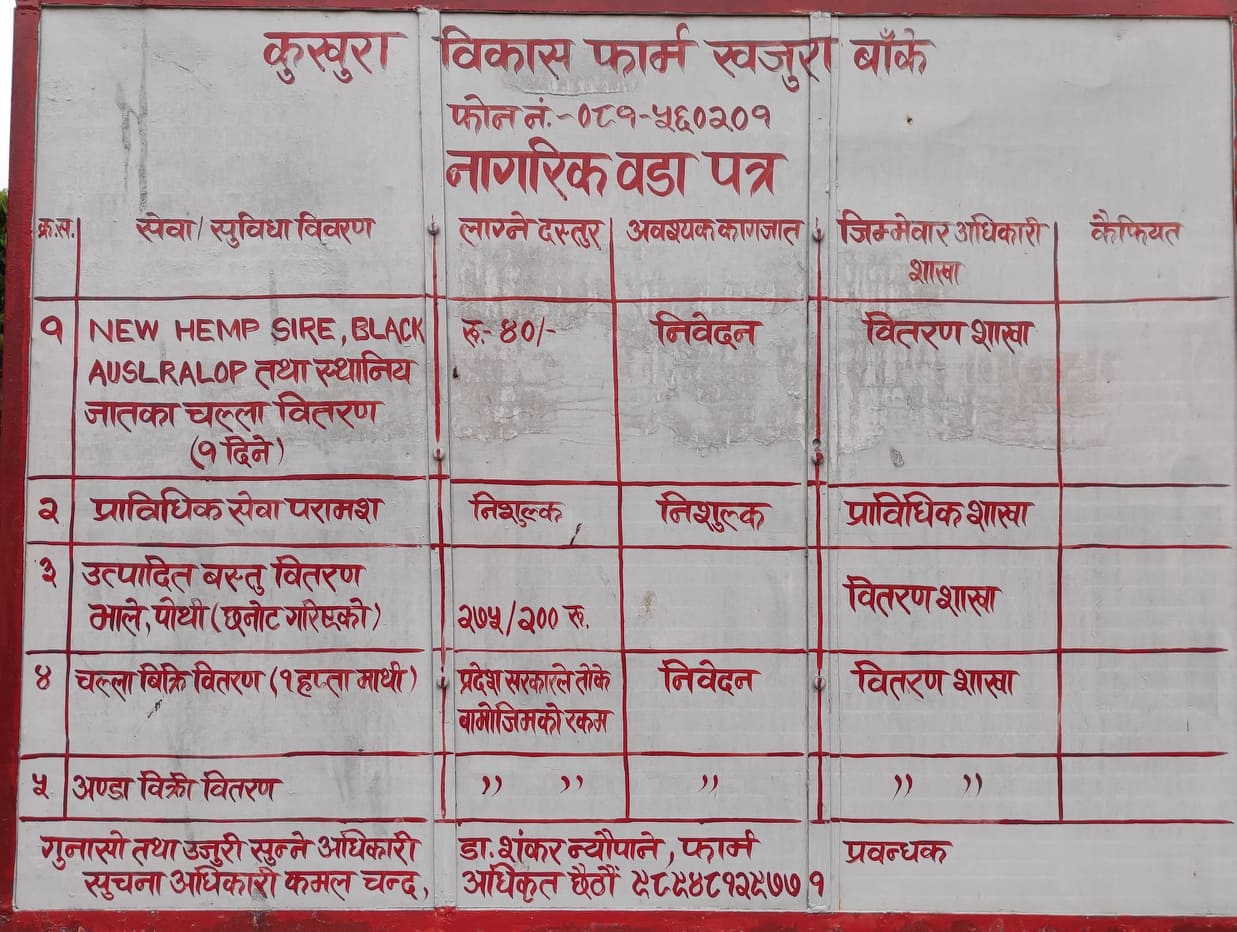 कुखुरा विकास फार्म खजुरा बाँके
फोन नं.-०८१-५६०२०१
नागरिक वडा पत्र
क्र.स. सेवा/सुविधा विवरण लाग्ने दस्तुर अवश्यक कागजात जिम्मेवार अधिकारी कैफियत
शाखा
१ NEW HEMP SIRE, BLACK रु.- ४०/- निवेदन वितरण शाखा
AUSLRALOP तथा स्थानिय
जातका चल्ला वितरण
(१ दिने)
२ प्राविधिक सेवा परामश निशुल्क निशुल्क प्राविधिक शाखा
३ उत्पादित बस्तु वितरण वितरण शाखा
भाले, पोथी (छनोट गरिएको) २७५/२०० रु.
४ चल्ला बिक्रि वितरण (१ हप्ता माथी) प्रदेश सरकारले तोके निवेदन वितरण शाखा
बामोजिमको रकम
५ अण्डा विक्री वितरण ,, ,, ,, ,, ,,
गुनासो तथा उजुरी सुन्ने अधिकारी डा. शंकर न्यौपाने, फार्म प्रवन्धक
सुचना अधिकारी कमल चन्द, अधिकृत छैठौं ९८५४८१२९७७१